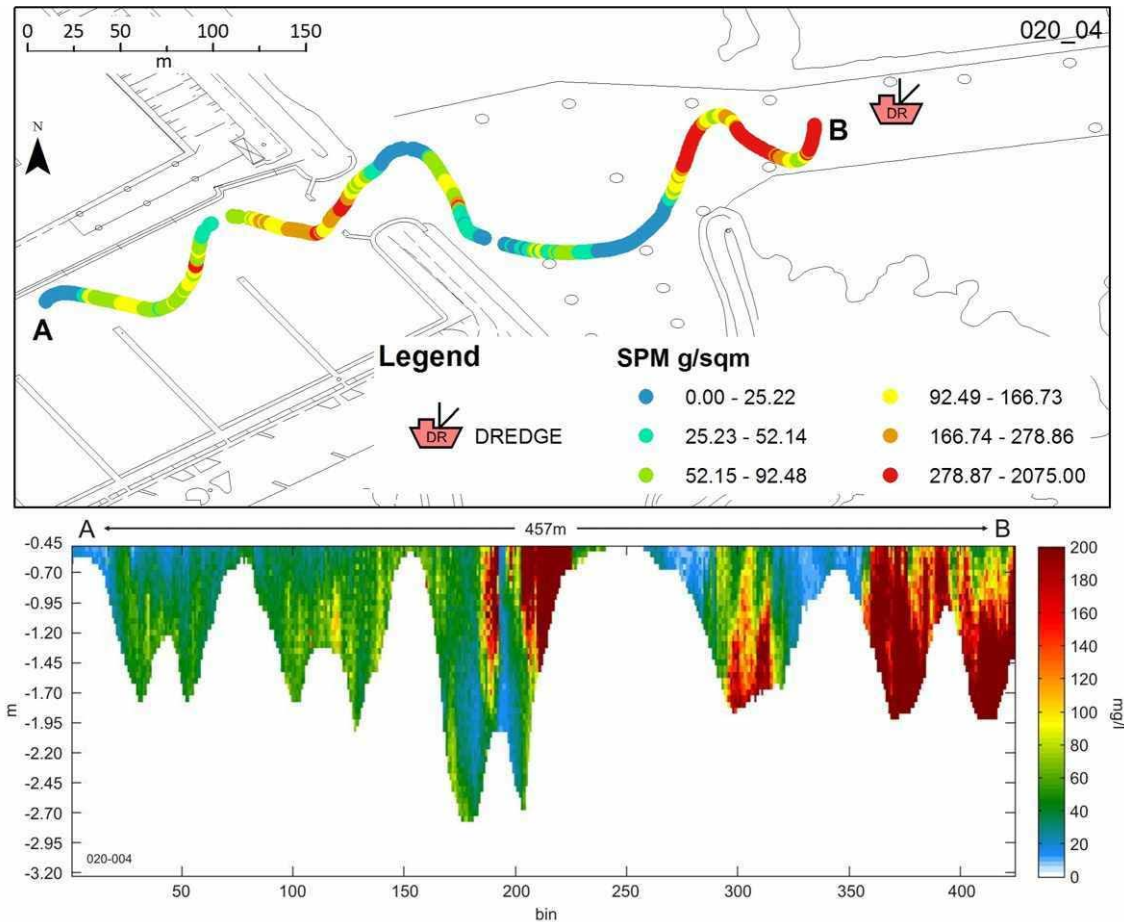 0 25 50 100 150
m
020_04
N
DR
B
A
Legend
DR DREDGE
SPM g/sqm
0.00 - 25.22
25.23 - 52.14
52.15 - 92.48
92.49 - 166.73
166.74 - 278.86
278.87 - 2075.00
A 457m B
-0.45
-0.70
-0.95
-1.20
-1.45
-1.70
-1.95
-2.20
-2.45
-2.70
-2.95
-3.20
m
020-004
50 100 150 200 250 300 350 400
bin
200
180
160
140
120
100
80
60
40
20
0
mg/l